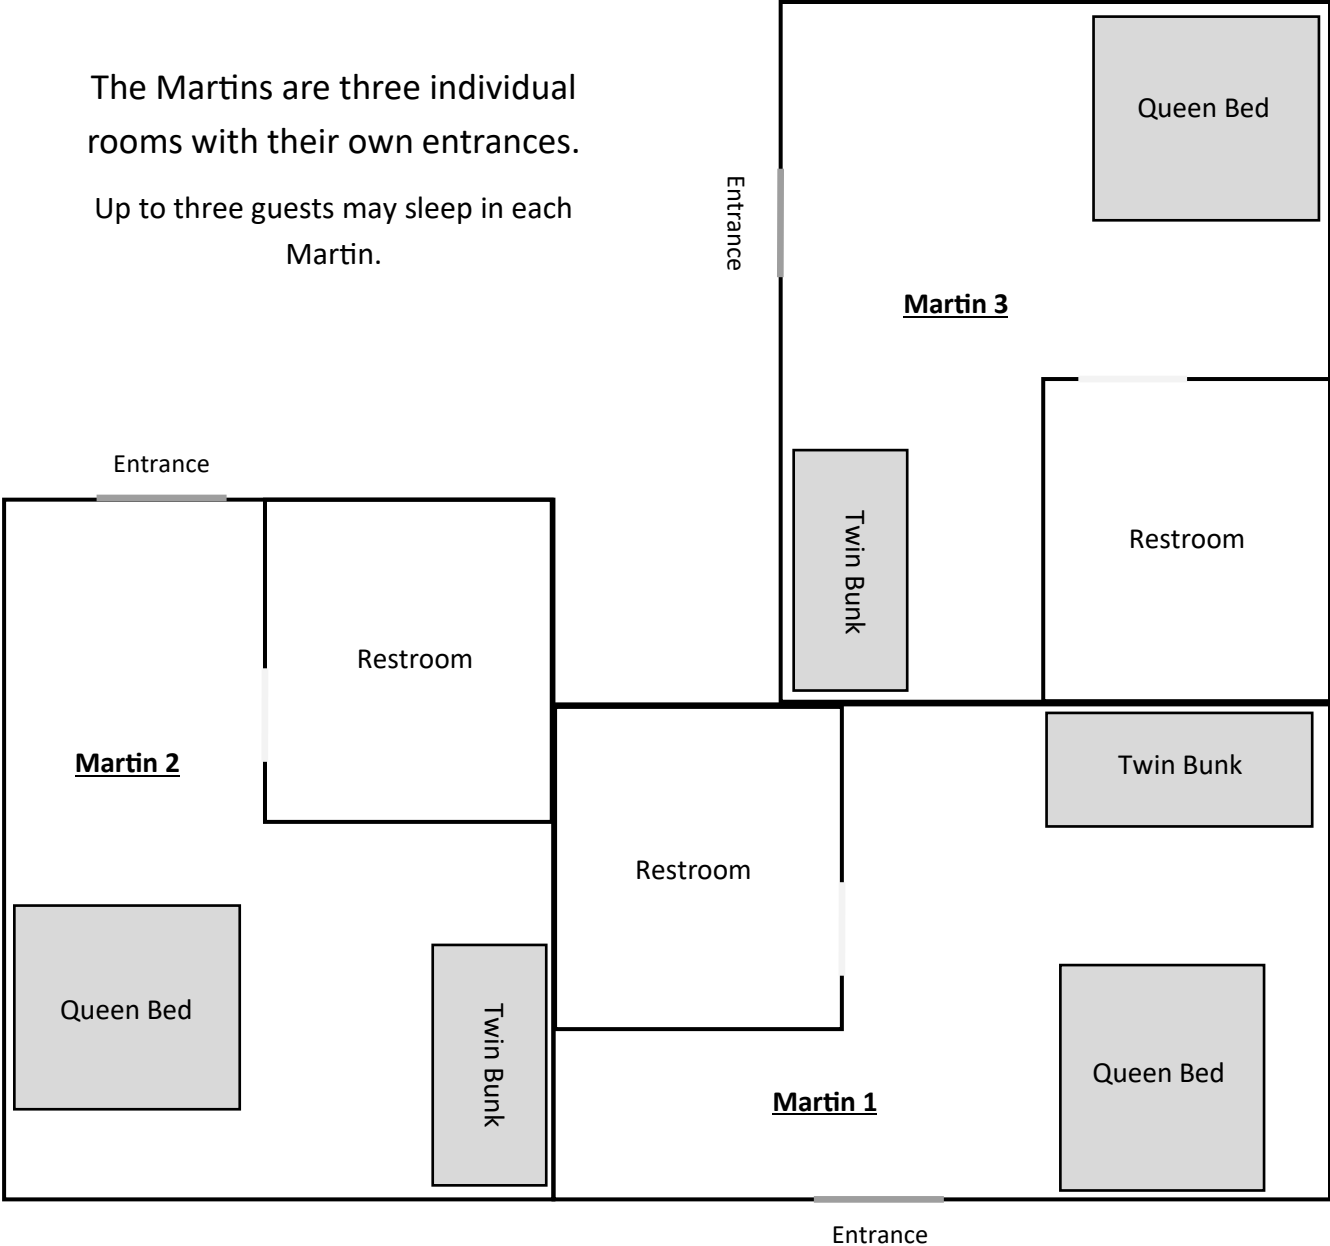 The Martins are three individual
rooms with their own entrances.
Up to three guests may sleep in each
Martin.
Queen Bed
Entrance
Martin 3
Twin Bunk
Restroom
Entrance
Restroom
Martin 2
Queen Bed
Twin Bunk
Twin Bunk
Restroom
Queen Bed
Martin 1
Entrance